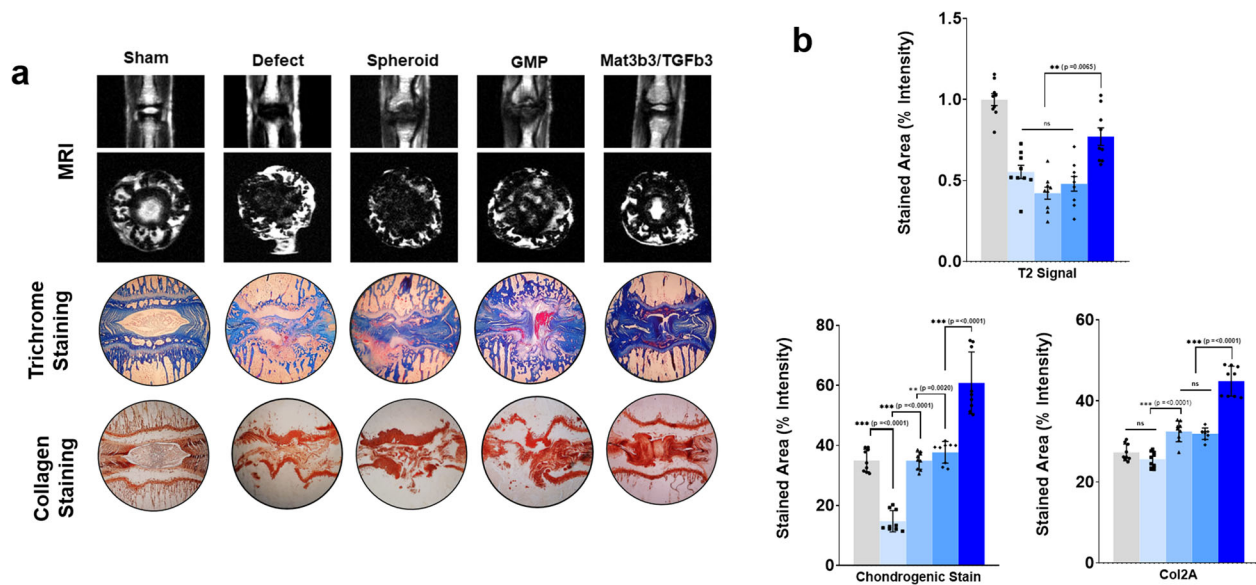 a
Sham
Defect
Spheroid
GMP
Mat3b3/TGFb3
MRI
Trichrome
Staining
Collagen
Staining
b
Stained Area (% Intensity)
1.5
1.0
0.5
0.0
** (p =0.0065)
ns
T2 Signal
Stained Area (% Intensity)
80
60
40
20
0
*** (p =<0.0001)
** (p =0.0020)
*** (p =<0.0001)
*** (p =<0.0001)
Chondrogenic Stain
Stained Area (% Intensity)
60
40
20
0
*** (p =<0.0001)
ns
*** (p =<0.0001)
ns
Col2A